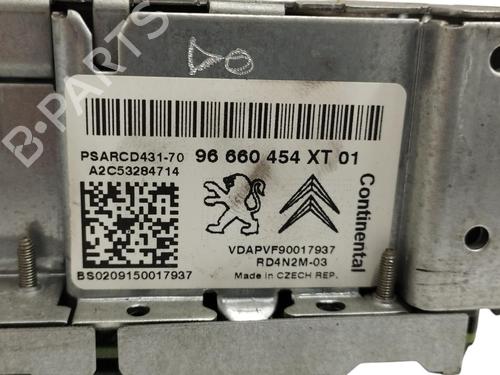 B-PARTS
PSARCD431-70 96 660 454 XT 01
A2C53284714
Continental
VDAPVF90017937
RD4N2M-03
BS0209150017937
Made in CZECH REP.